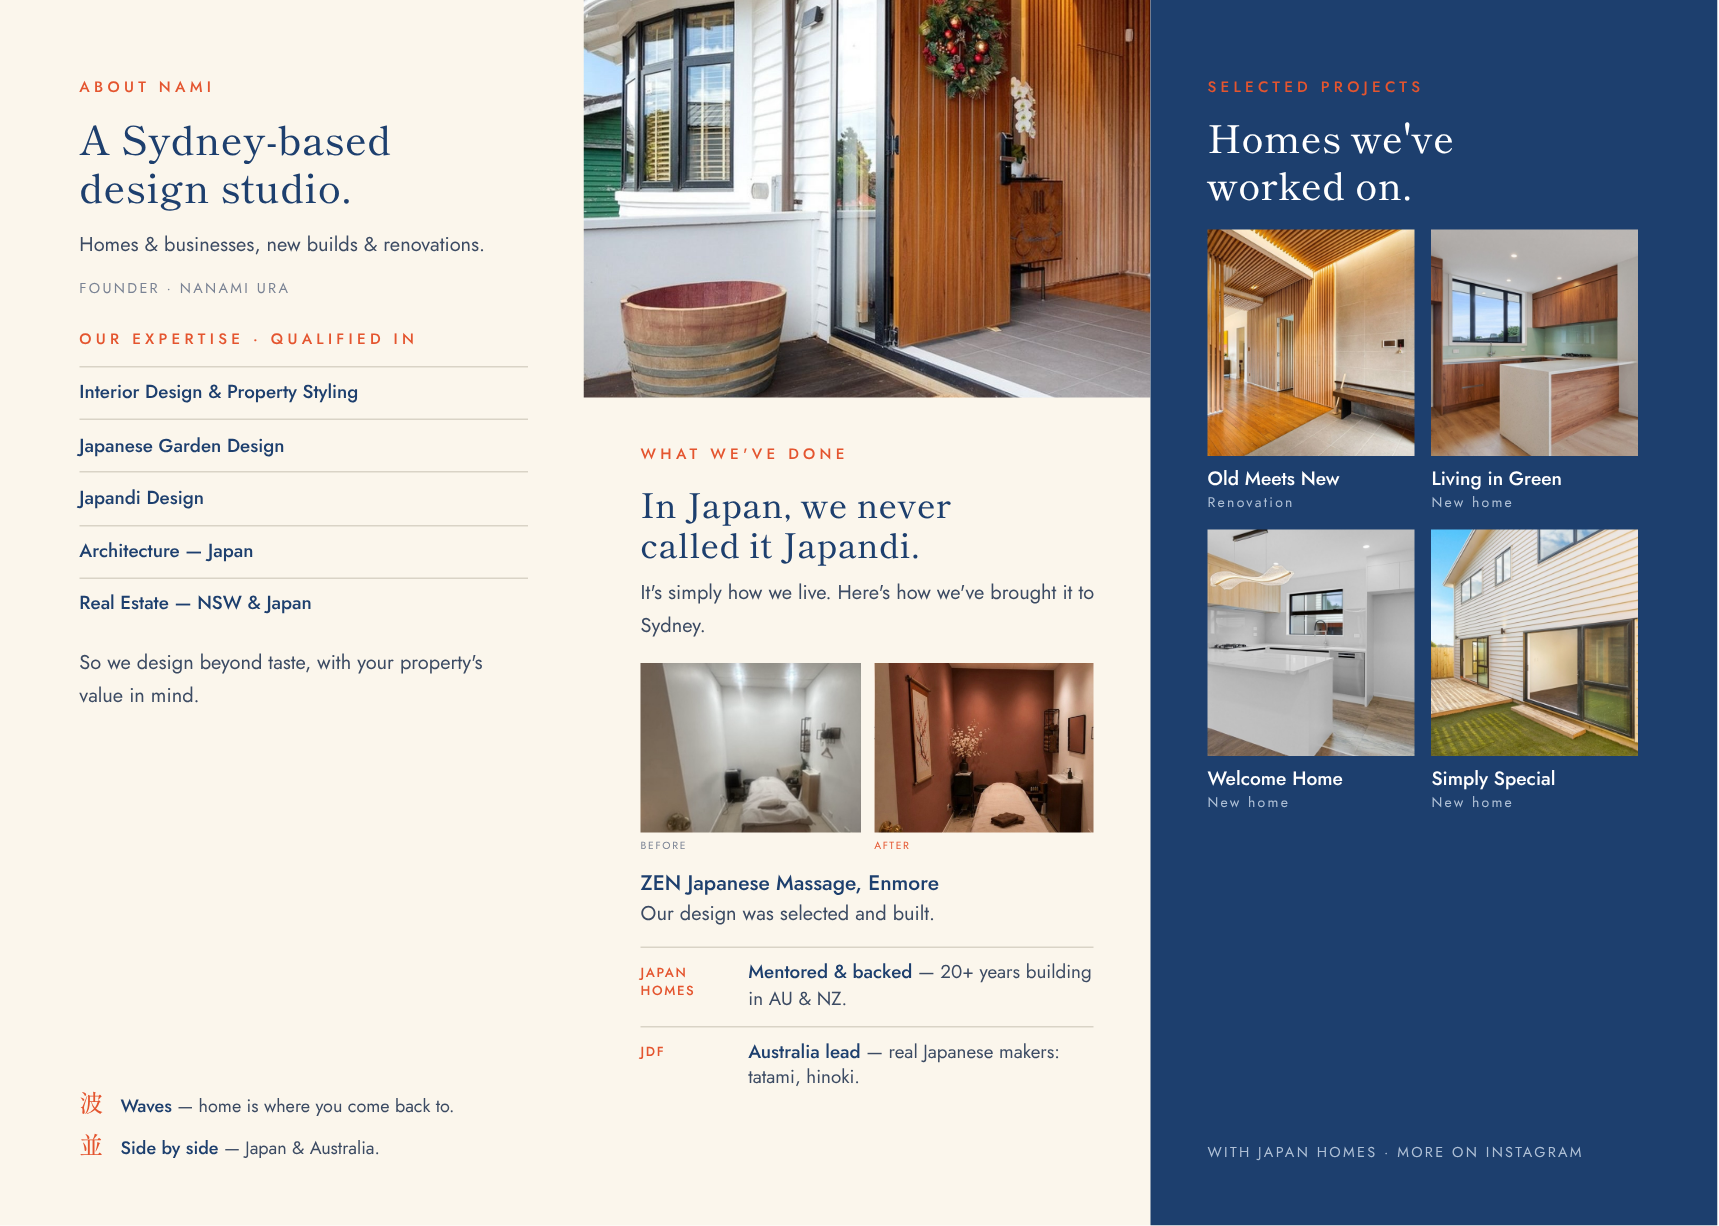 ABOUT NAMI
A Sydney-based
design studio.
Homes & businesses, new builds & renovations.
FOUNDER · NANAMI URA
OUR EXPERTISE · QUALIFIED IN
Interior Design & Property Styling
Japanese Garden Design
Japandi Design
Architecture — Japan
Real Estate — NSW & Japan
So we design beyond taste, with your property's
value in mind.
波 Waves — home is where you come back to.
並 Side by side — Japan & Australia.
WHAT WE'VE DONE
In Japan, we never
called it Japandi.
It's simply how we live. Here's how we've brought it to
Sydney.
BEFORE
AFTER
ZEN Japanese Massage, Enmore
Our design was selected and built.
JAPAN
HOMES
Mentored & backed — 20+ years building
in AU & NZ.
JDF
Australia lead — real Japanese makers:
tatami, hinoki.
SELECTED PROJECTS
Homes we've
worked on.
Old Meets New
Renovation
Living in Green
New home
Welcome Home
New home
Simply Special
New home
WITH JAPAN HOMES · MORE ON INSTAGRAM